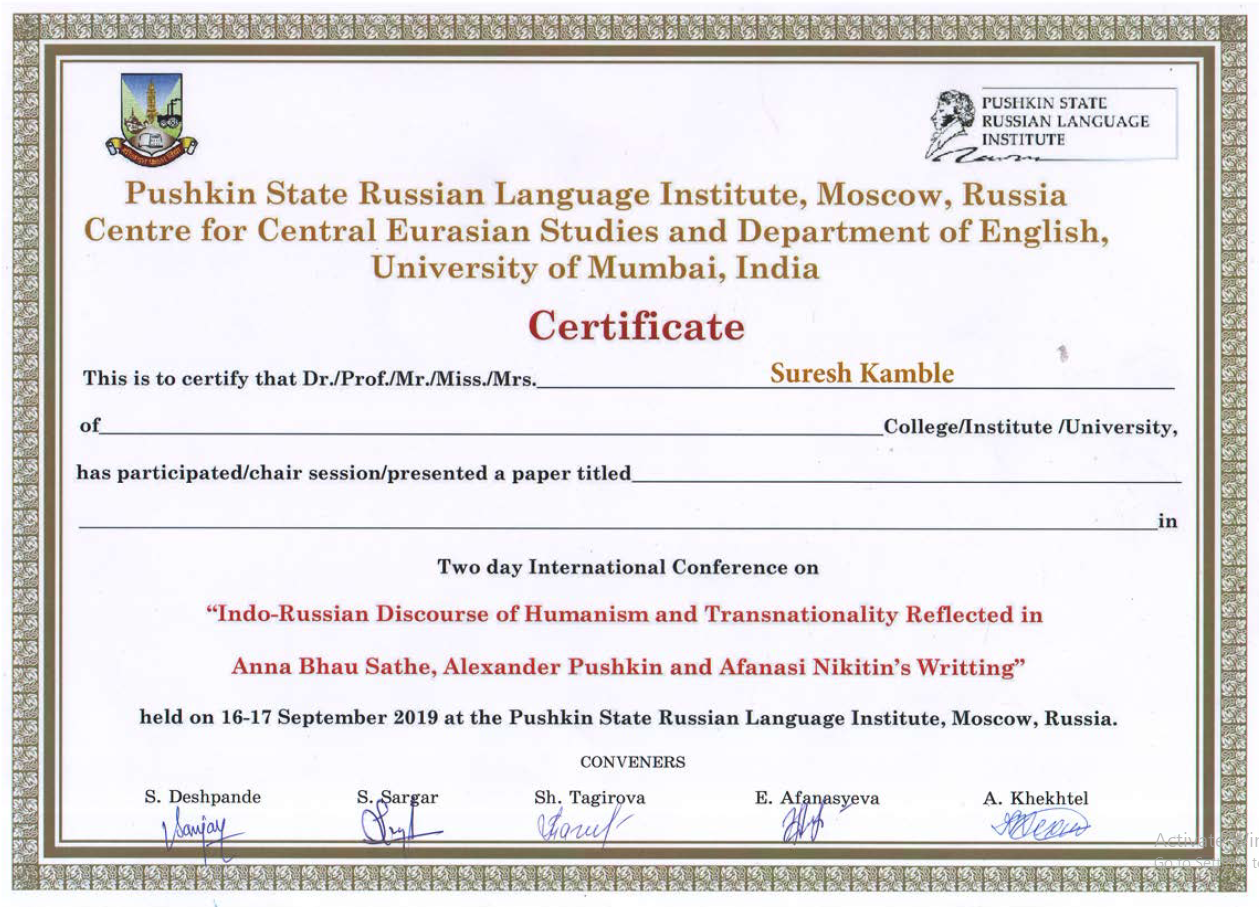 PUSHKIN STATE
RUSSIAN LANGUAGE
INSTITUTE
Pushkin State Russian Language Institute, Moscow, Russia
Centre for Central Eurasian Studies and Department of English,
University of Mumbai, India
Certificate
This is to certify that Dr./Prof./Mr./Miss./Mrs. Suresh Kamble
of College/Institute /University,
has participated/chair session/presented a paper titled
in
Two day International Conference on
“Indo-Russian Discourse of Humanism and Transnationality Reflected in
Anna Bhau Sathe, Alexander Pushkin and Afanasi Nikitin’s Writting”
held on 16-17 September 2019 at the Pushkin State Russian Language Institute, Moscow, Russia.
CONVENERS
S. Deshpande S. Sargar Sh. Tagirova E. Afanasyeva A. Khekhtel
Sanjay
Activate
Go to